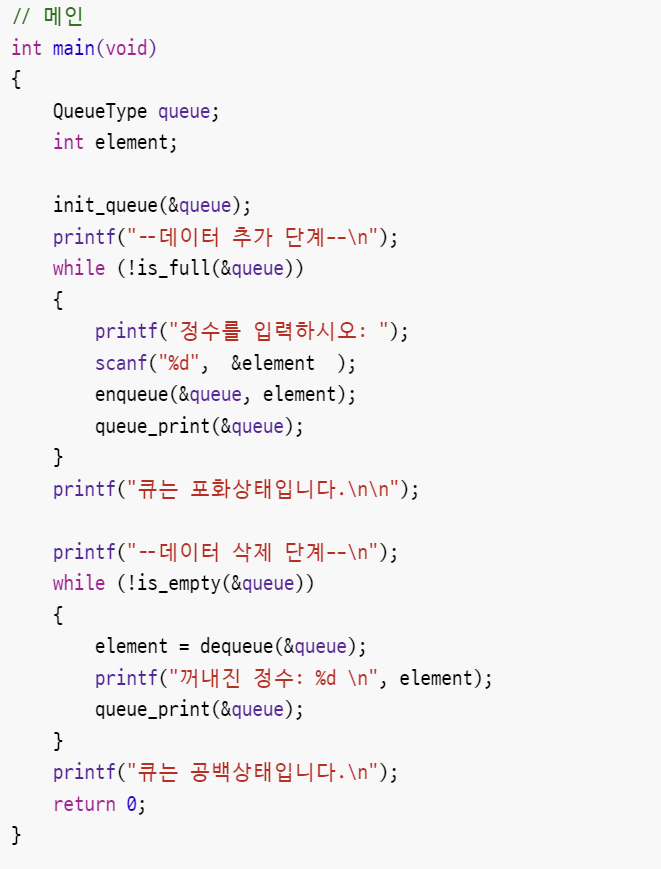 // 메인
int main(void)
{
    QueueType queue;
    int element;

    init_queue(&queue);
    printf("--데이터 추가 단계--\n");
    while (!is_full(&queue))
    {
        printf("정수를 입력하시오: ");
        scanf("%d",  &element  );
        enqueue(&queue, element);
        queue_print(&queue);
    }
    printf("큐는 포화상태입니다.\n\n");

    printf("--데이터 삭제 단계--\n");
    while (!is_empty(&queue))
    {
        element = dequeue(&queue);
        printf("꺼내진 정수: %d \n", element);
        queue_print(&queue);
    }
    printf("큐는 공백상태입니다.\n");
    return 0;
}